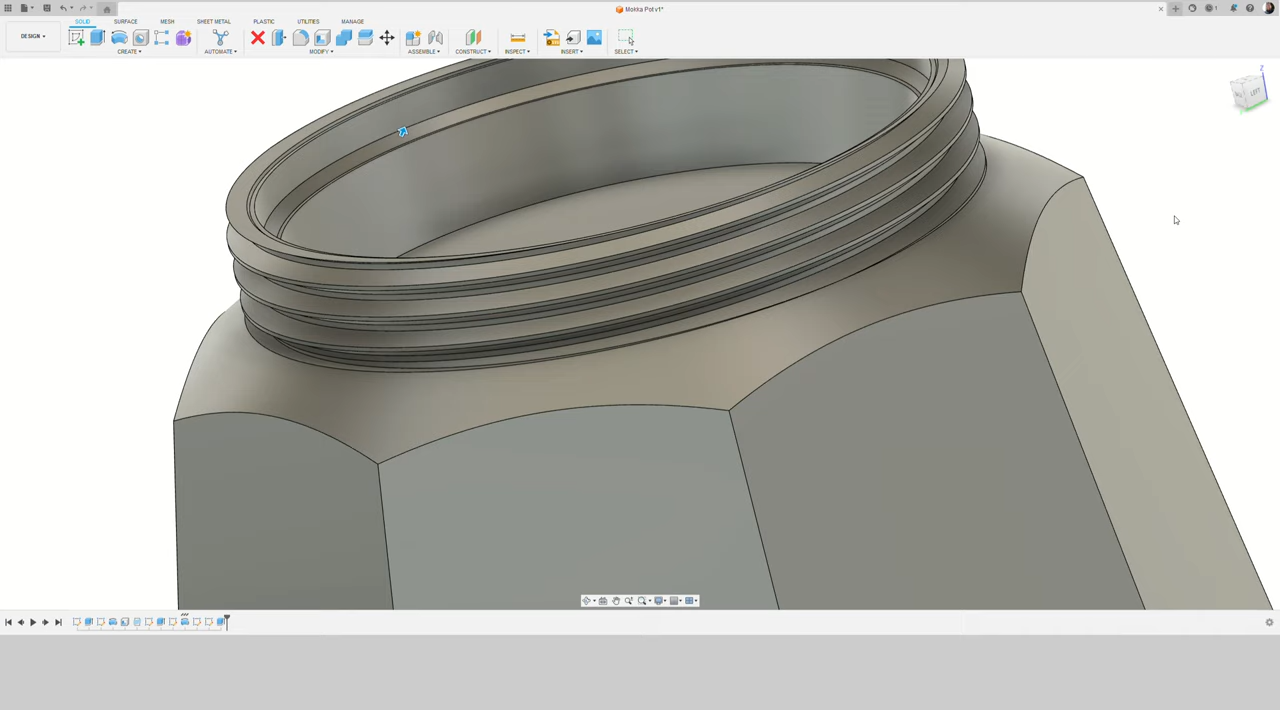 Mokka Pot v1*
DESIGN
SOLID SURFACE MESH SHEET METAL PLASTIC UTILITIES MANAGE
CREATE AUTOMATE MODIFY ASSEMBLE CONSTRUCT INSPECT INSERT SELECT
Z
LEFT